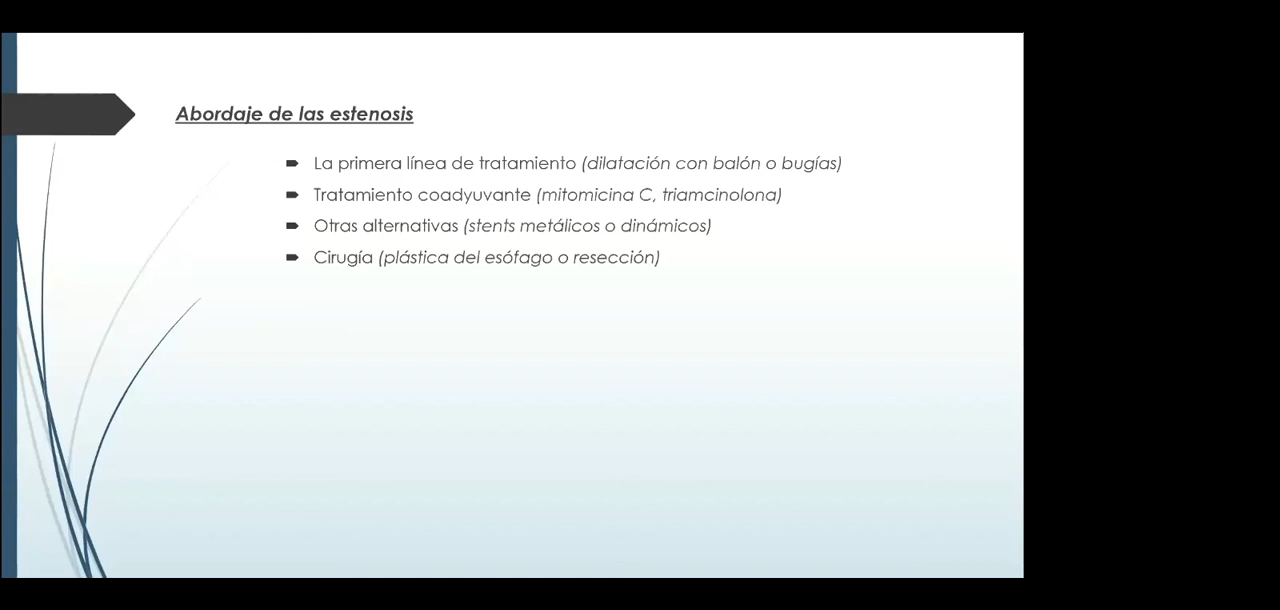 Abordaje de las estenosis
La primera línea de tratamiento (dilatación con balón o bugías)
Tratamiento coadyuvante (mitomicina C, triamcinolona)
Otras alternativas (stents metálicos o dinámicos)
Cirugía (plástica del esófago o resección)